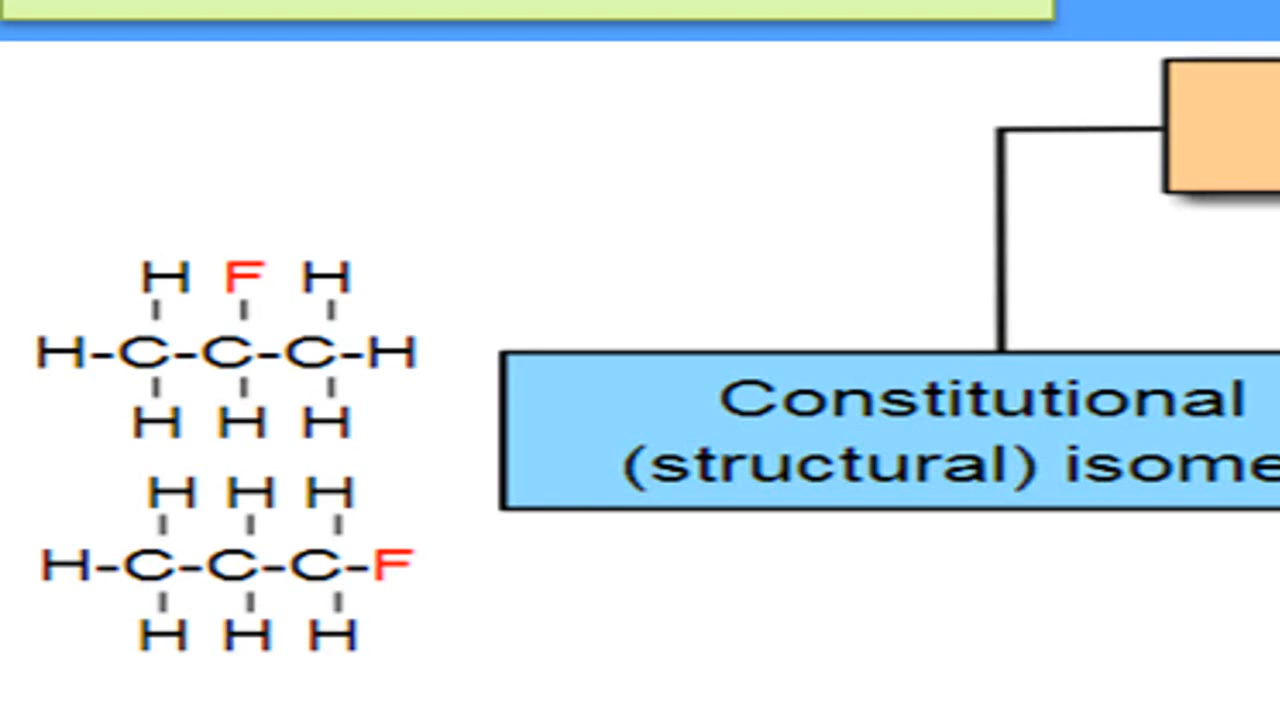 H F H
H-C-C-C-H
H H H
H H H
H-C-C-C-F
H H H
Constitutional
(structural) isome